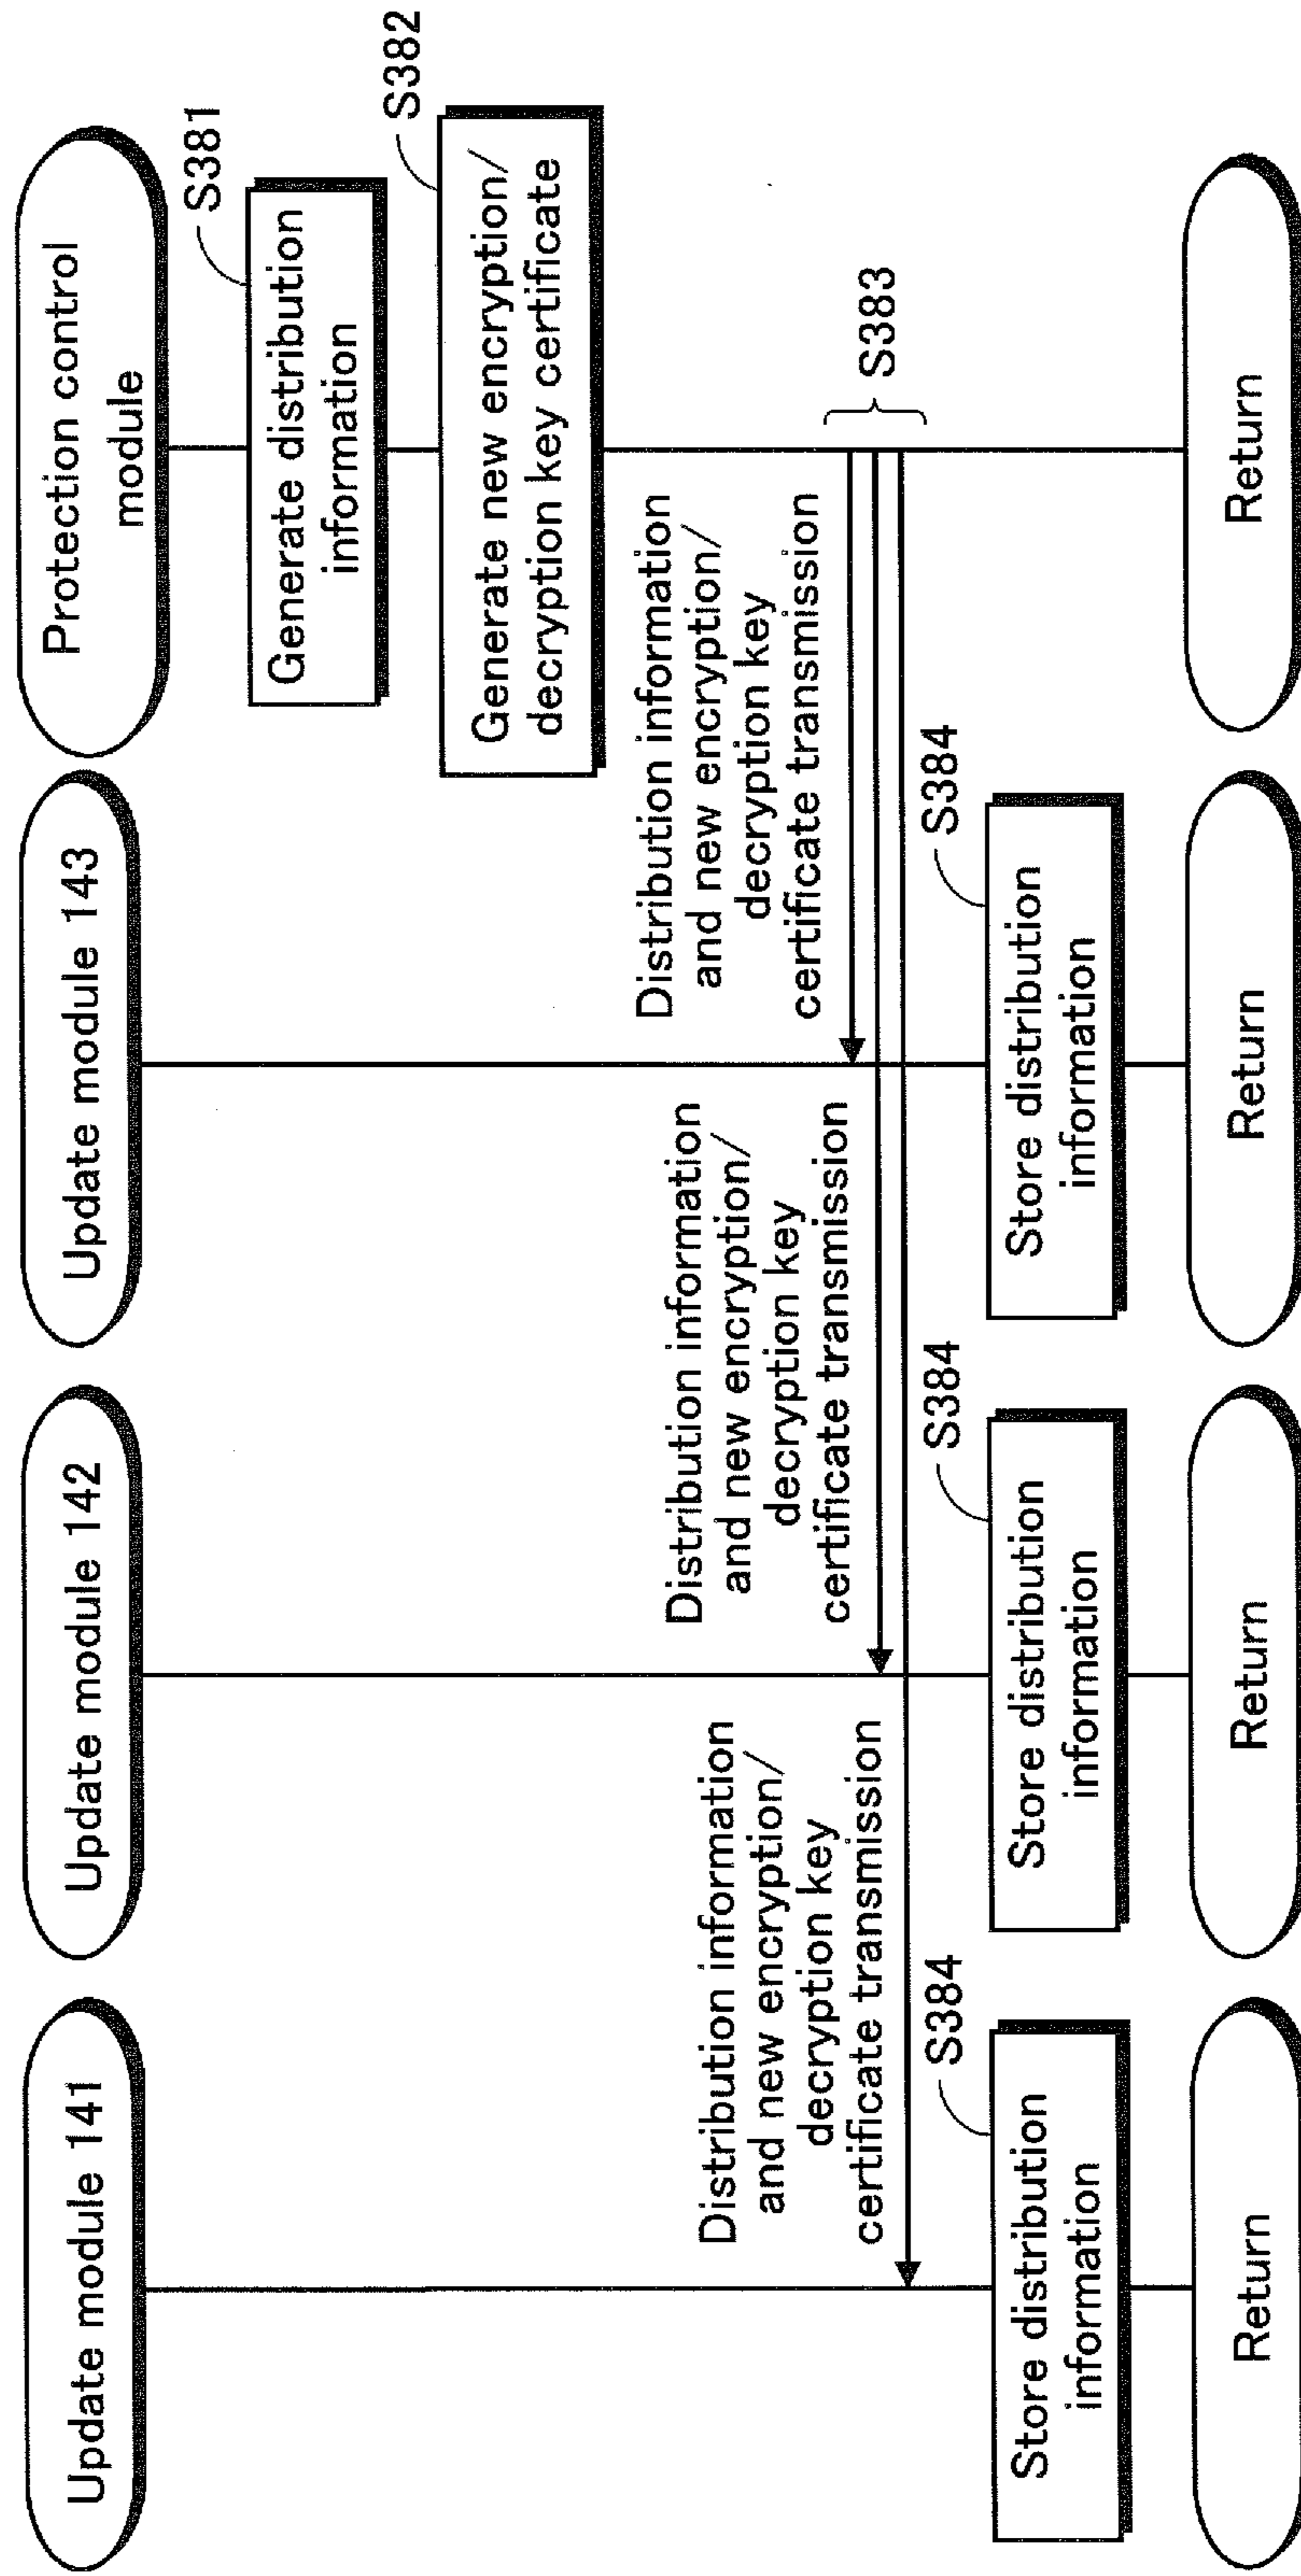 Update module 141
Update module 142
Update module 143
Protection control
module
S381
Generate distribution
information
S382
Generate new encryption/
decryption key certificate
Distribution information
and new encryption/
decryption key
certificate transmission
Distribution information
and new encryption/
decryption key
certificate transmission
Distribution information
and new encryption/
decryption key
certificate transmission
S383
S384
Store distribution
information
S384
Store distribution
information
S384
Store distribution
information
Return
Return
Return
Return